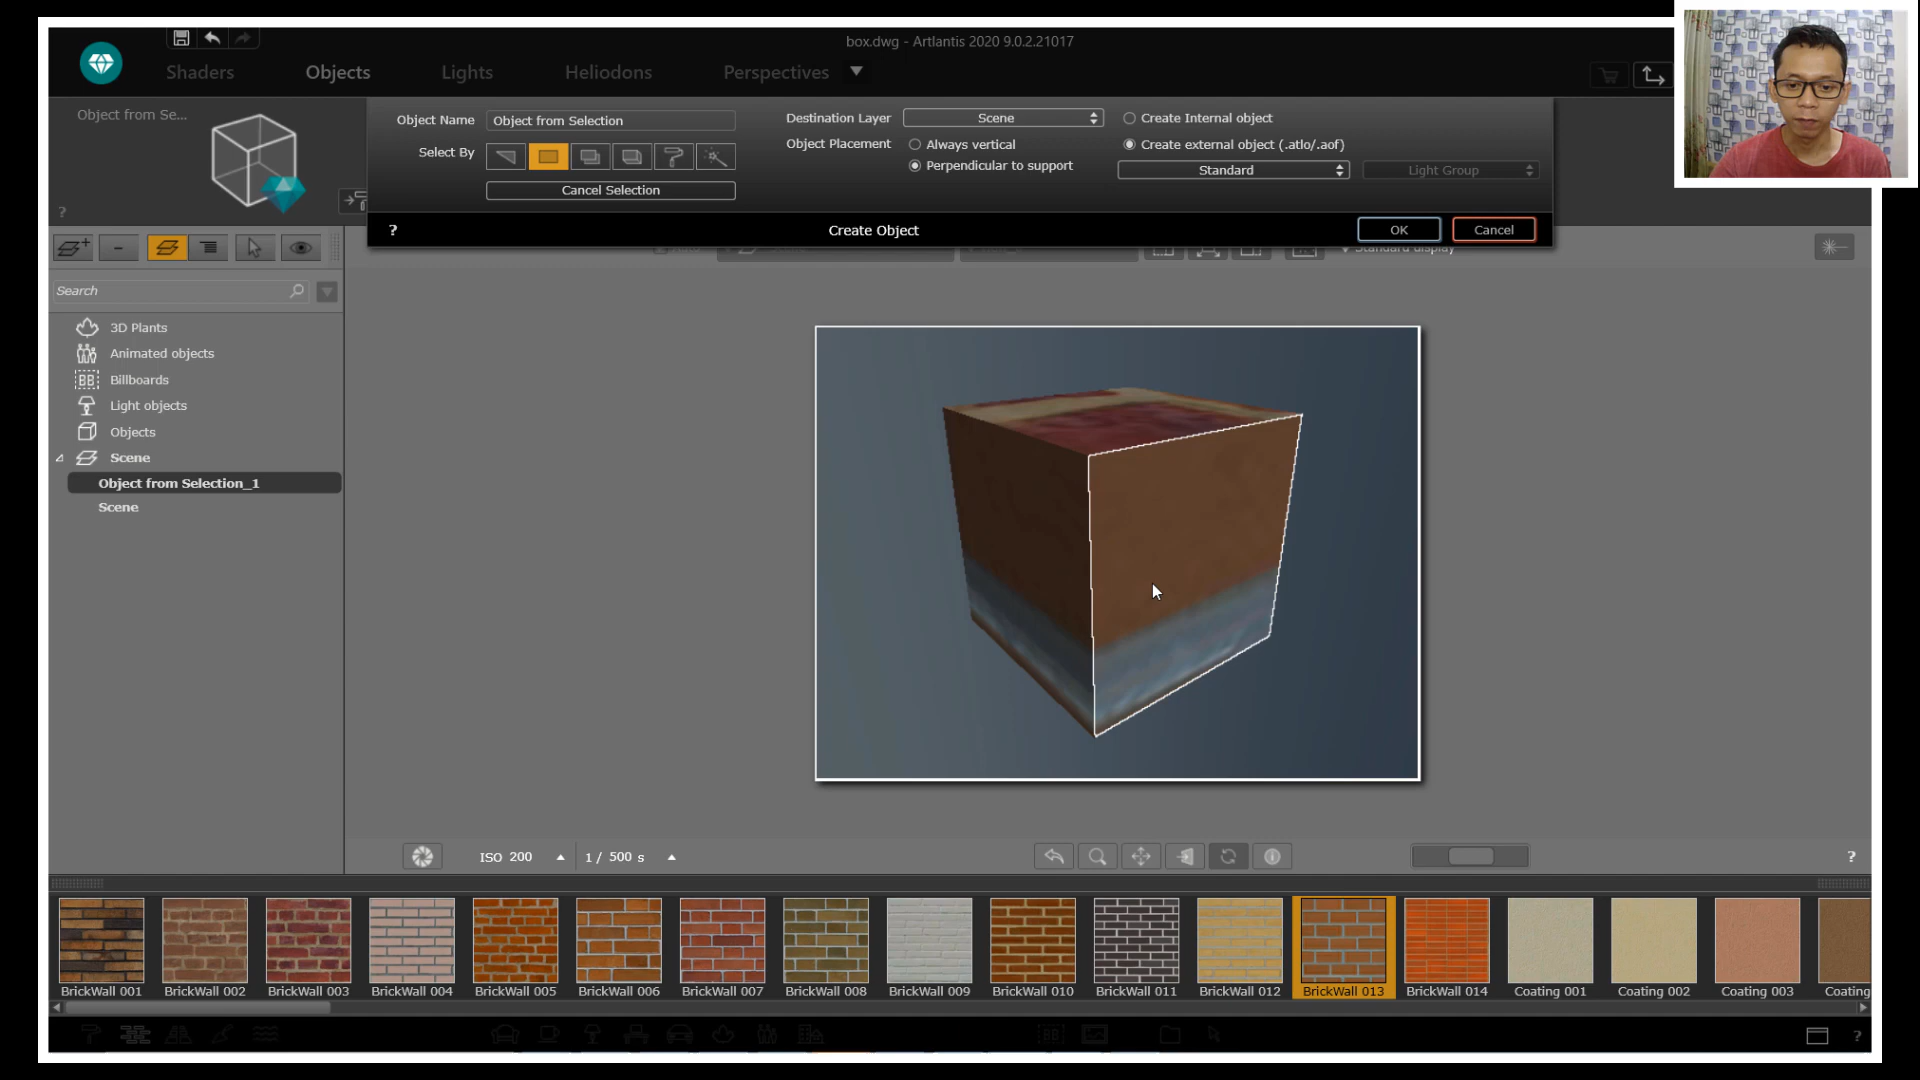 box.dwg - Artlantis 2020 9.0.2.21017
Shaders
Objects
Lights
Heliodons
Perspectives
Object from Se...
Object Name
Object from Selection
Select By
Cancel Selection
Destination Layer
Scene
Object Placement
Always vertical
Perpendicular to support
Create Internal object
Create external object (.atlo/.aof)
Standard
Light Group
?
?
Create Object
OK
Cancel
Standard display
Search
3D Plants
Animated objects
BB
Billboards
Light objects
Objects
Scene
Object from Selection_1
Scene
ISO 200
1 / 500 s
?
BrickWall 001
BrickWall 002
BrickWall 003
BrickWall 004
BrickWall 005
BrickWall 006
BrickWall 007
BrickWall 008
BrickWall 009
BrickWall 010
BrickWall 011
BrickWall 012
BrickWall 013
BrickWall 014
Coating 001
Coating 002
Coating 003
Coating
?